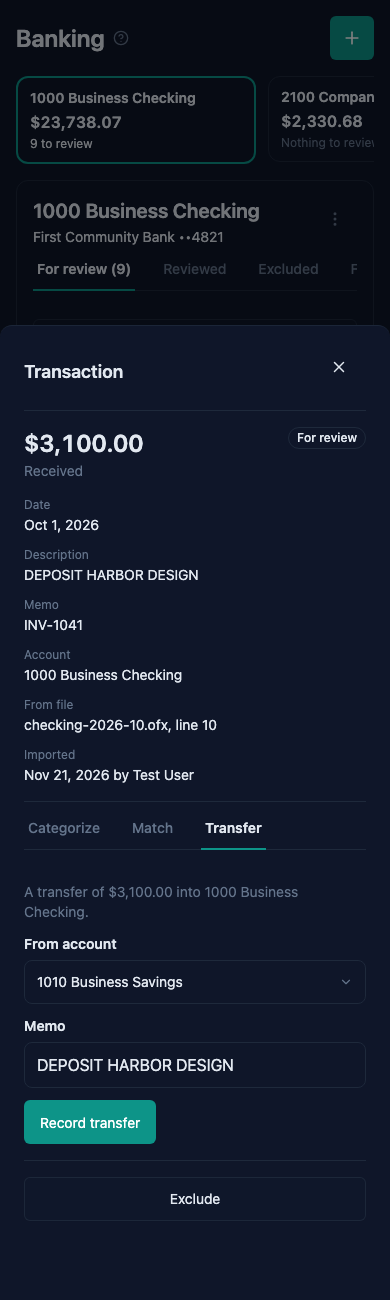 Banking
1000 Business Checking
$23,738.07
9 to review
2100 Compan
$2,330.68
Nothing to review
1000 Business Checking
First Community Bank ••4821
For review (9)
Reviewed
Excluded
F
Transaction
$3,100.00
For review
Received
Date
Oct 1, 2026
Description
DEPOSIT HARBOR DESIGN
Memo
INV-1041
Account
1000 Business Checking
From file
checking-2026-10.ofx, line 10
Imported
Nov 21, 2026 by Test User
Categorize
Match
Transfer
A transfer of $3,100.00 into 1000 Business
Checking.
From account
1010 Business Savings
Memo
DEPOSIT HARBOR DESIGN
Record transfer
Exclude